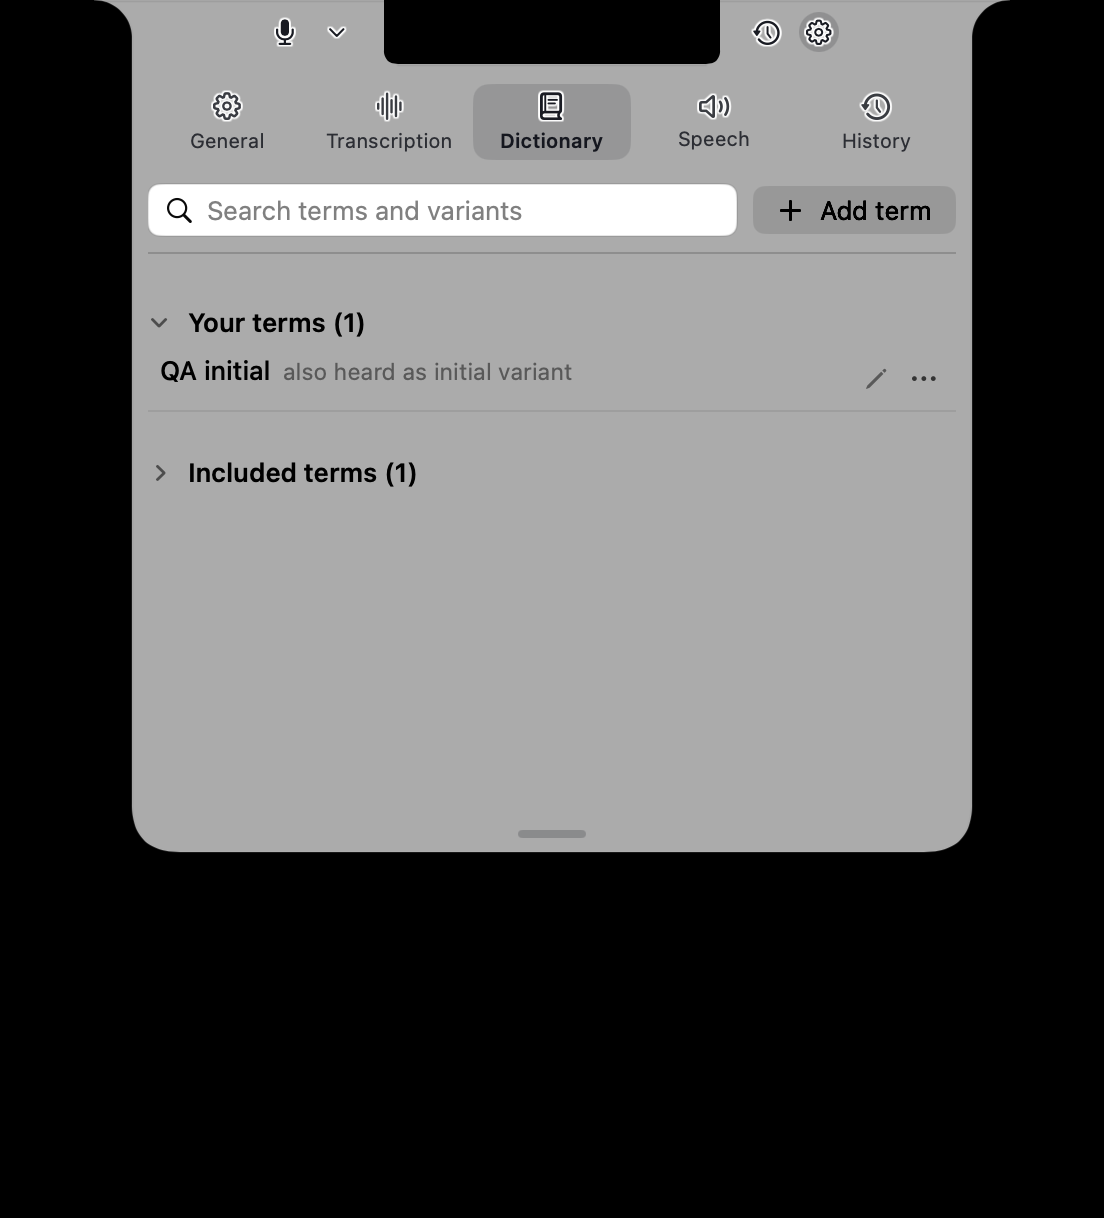 General
Transcription
Dictionary
Speech
History
Search terms and variants
Add term
Your terms (1)
QA initial also heard as initial variant
Included terms (1)